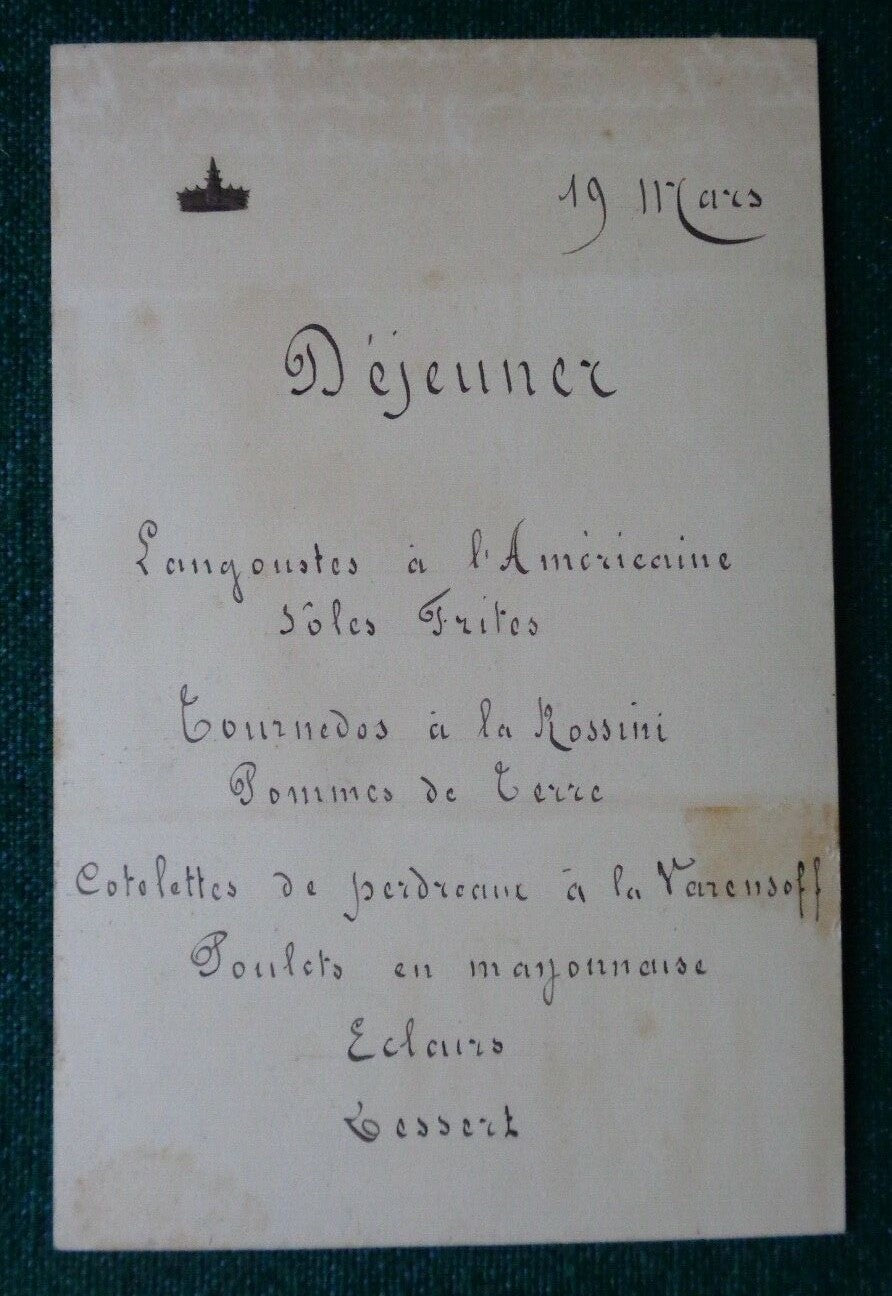 19 Mars
Déjeuner
Langoustes à l'Américaine
Soles Frites
Tournedos à la Rossini
Pommes de Terre
Cotelettes de perdreaux à la Varensoff
Poulets en mayonnaise
Eclairs
Dessert